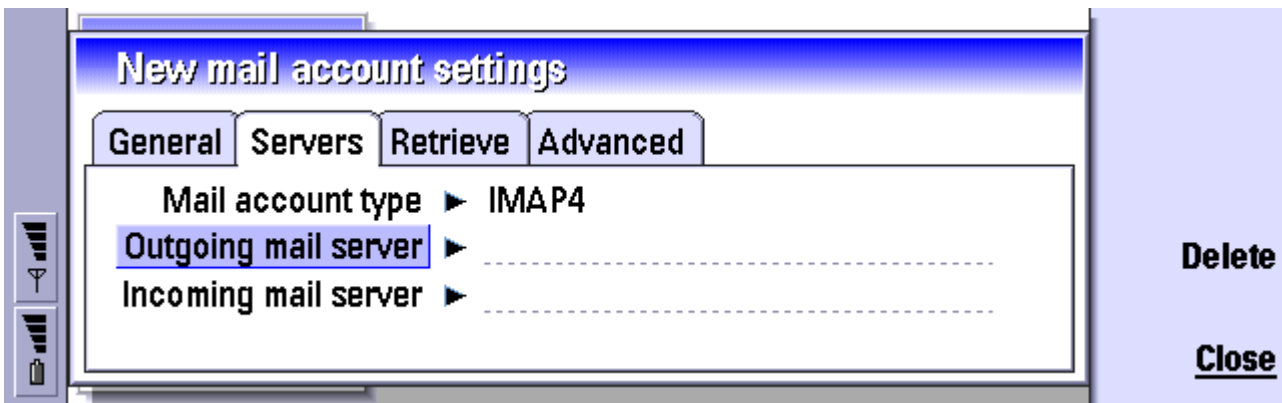 New mail account settings
General Servers Retrieve Advanced
Mail account type IMAP4
Outgoing mail server
Incoming mail server
Delete
Close